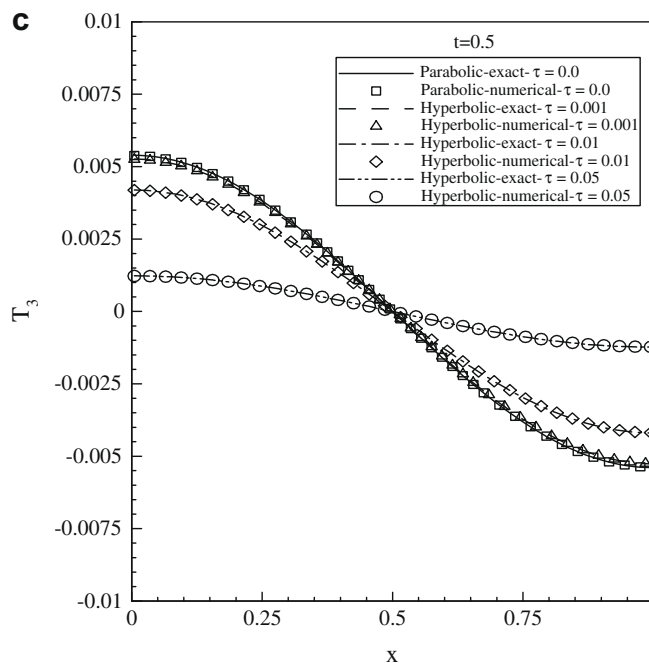 c
0.01
t=0.5
Parabolic-exact- τ = 0.0
Parabolic-numerical- τ = 0.0
Hyperbolic-exact- τ = 0.001
Hyperbolic-numerical- τ = 0.001
Hyperbolic-exact- τ = 0.01
Hyperbolic-numerical- τ = 0.01
Hyperbolic-exact- τ = 0.05
Hyperbolic-numerical- τ = 0.05
0.0075
0.005
0.0025
T3
0
-0.0025
-0.005
-0.0075
-0.01
0
0.25
0.5
0.75
x